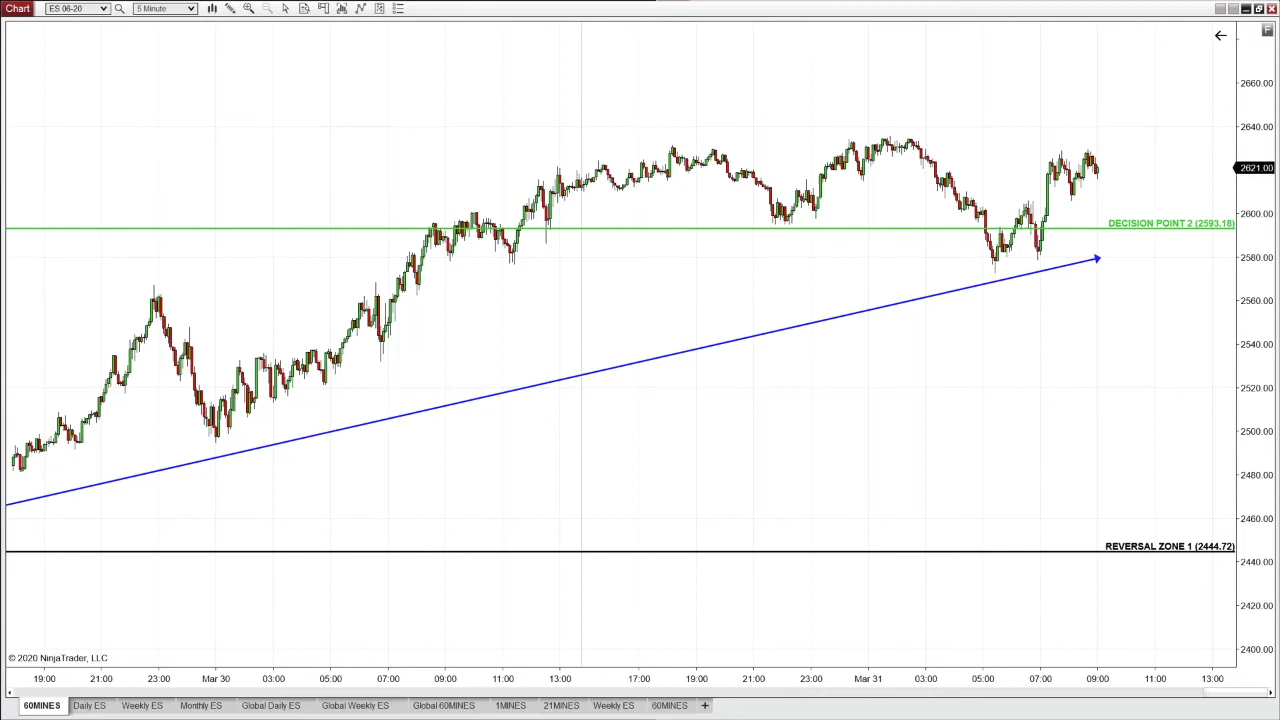 Chart ES 06-20 5 Minute
F
2660.00
2640.00
2621.00
2600.00
DECISION POINT 2 (2593.18)
2580.00
2560.00
2540.00
2520.00
2500.00
2480.00
2460.00
REVERSAL ZONE 1 (2444.72)
2440.00
2420.00
2400.00
© 2020 NinjaTrader, LLC
19:00 21:00 23:00 Mar 30 03:00 05:00 07:00 09:00 11:00 13:00 17:00 19:00 21:00 23:00 Mar 31 03:00 05:00 07:00 09:00 11:00 13:00
60MINES Daily ES Weekly ES Monthly ES Global Daily ES Global Weekly ES Global 60MINES 1MINES 21MINES Weekly ES 60MINES +